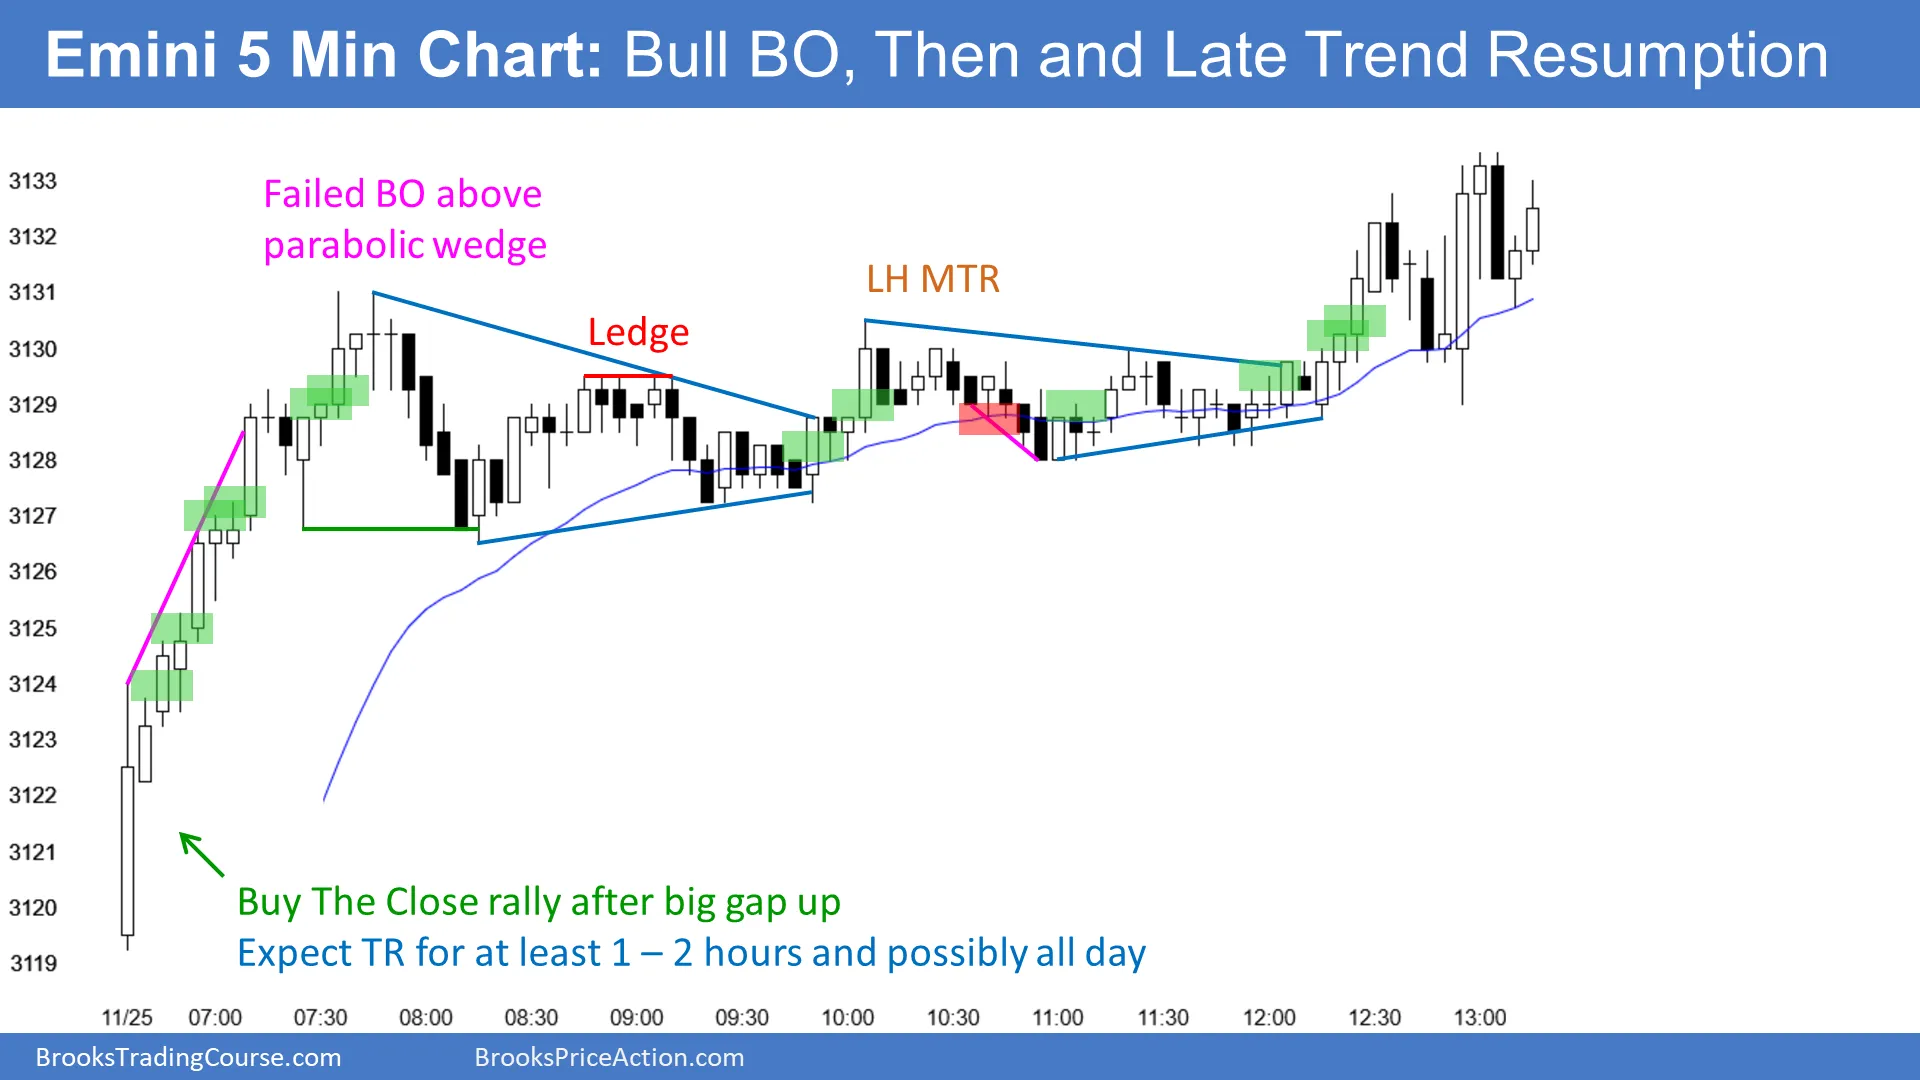 Emini 5 Min Chart: Bull BO, Then and Late Trend Resumption
3133
3132
3131
3130
3129
3128
3127
3126
3125
3124
3123
3122
3121
3120
3119
Failed BO above
parabolic wedge
Ledge
LH MTR
Buy The Close rally after big gap up
Expect TR for at least 1 – 2 hours and possibly all day
11/25 07:00 07:30 08:00 08:30 09:00 09:30 10:00 10:30 11:00 11:30 12:00 12:30 13:00
BrooksTradingCourse.com BrooksPriceAction.com